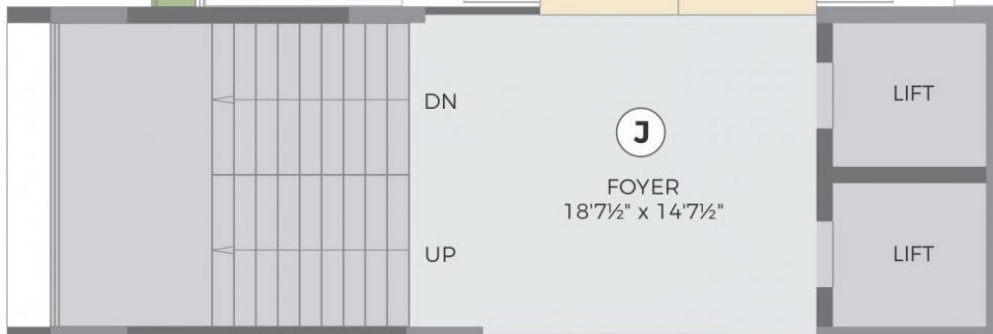 DN
LIFT
J
FOYER
18'7½" x 14'7½"
UP
LIFT